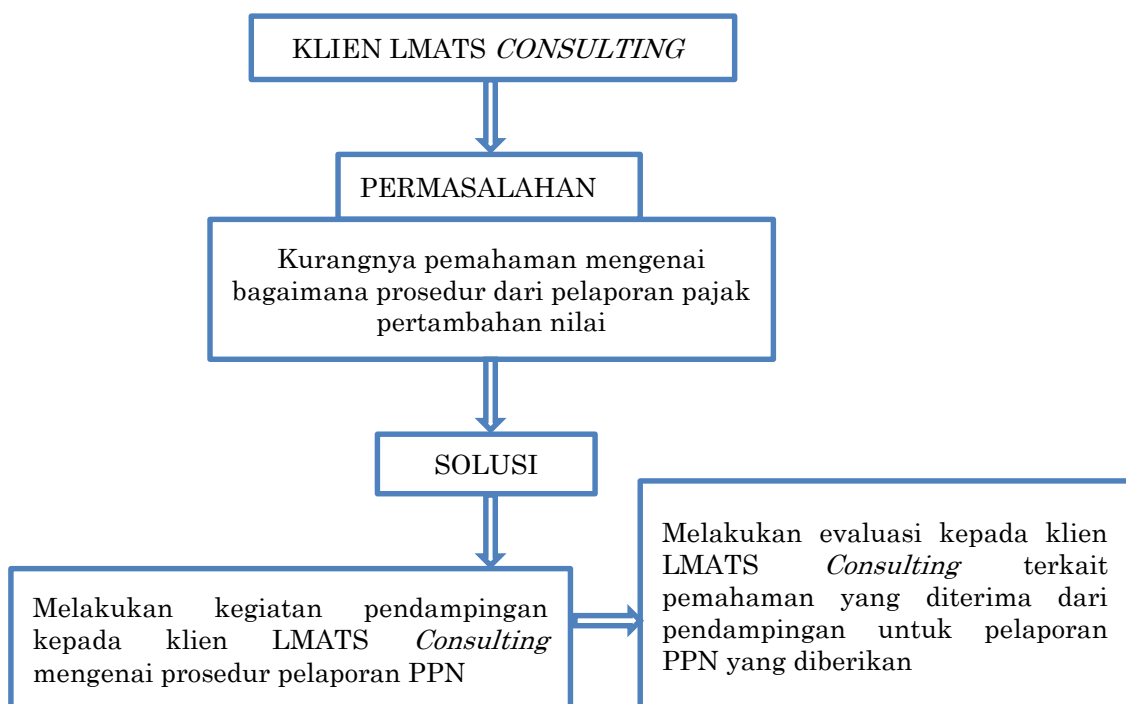 KLIEN LMATS CONSULTING
PERMASALAHAN
Kurangnya pemahaman mengenai
bagaimana prosedur dari pelaporan pajak
pertambahan nilai
SOLUSI
Melakukan kegiatan pendampingan
kepada klien LMATS Consulting
mengenai prosedur pelaporan PPN
Melakukan evaluasi kepada klien
LMATS Consulting terkait
pemahaman yang diterima dari
pendampingan untuk pelaporan
PPN yang diberikan